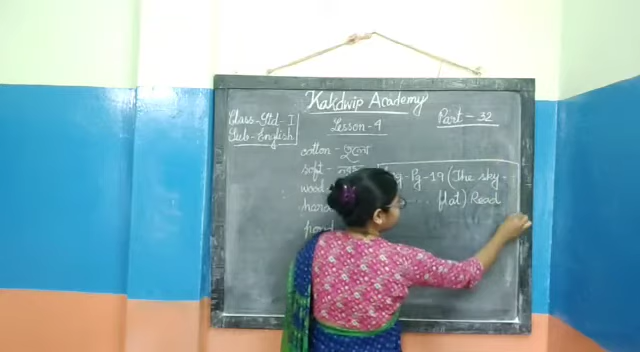 Kakdwip Academy
Class-Std-I
Sub-English
Part-32
Lesson-4
cotton - তুলো
soft -
Pg-19 (The sky
wood
... flat) Read
hard
pond